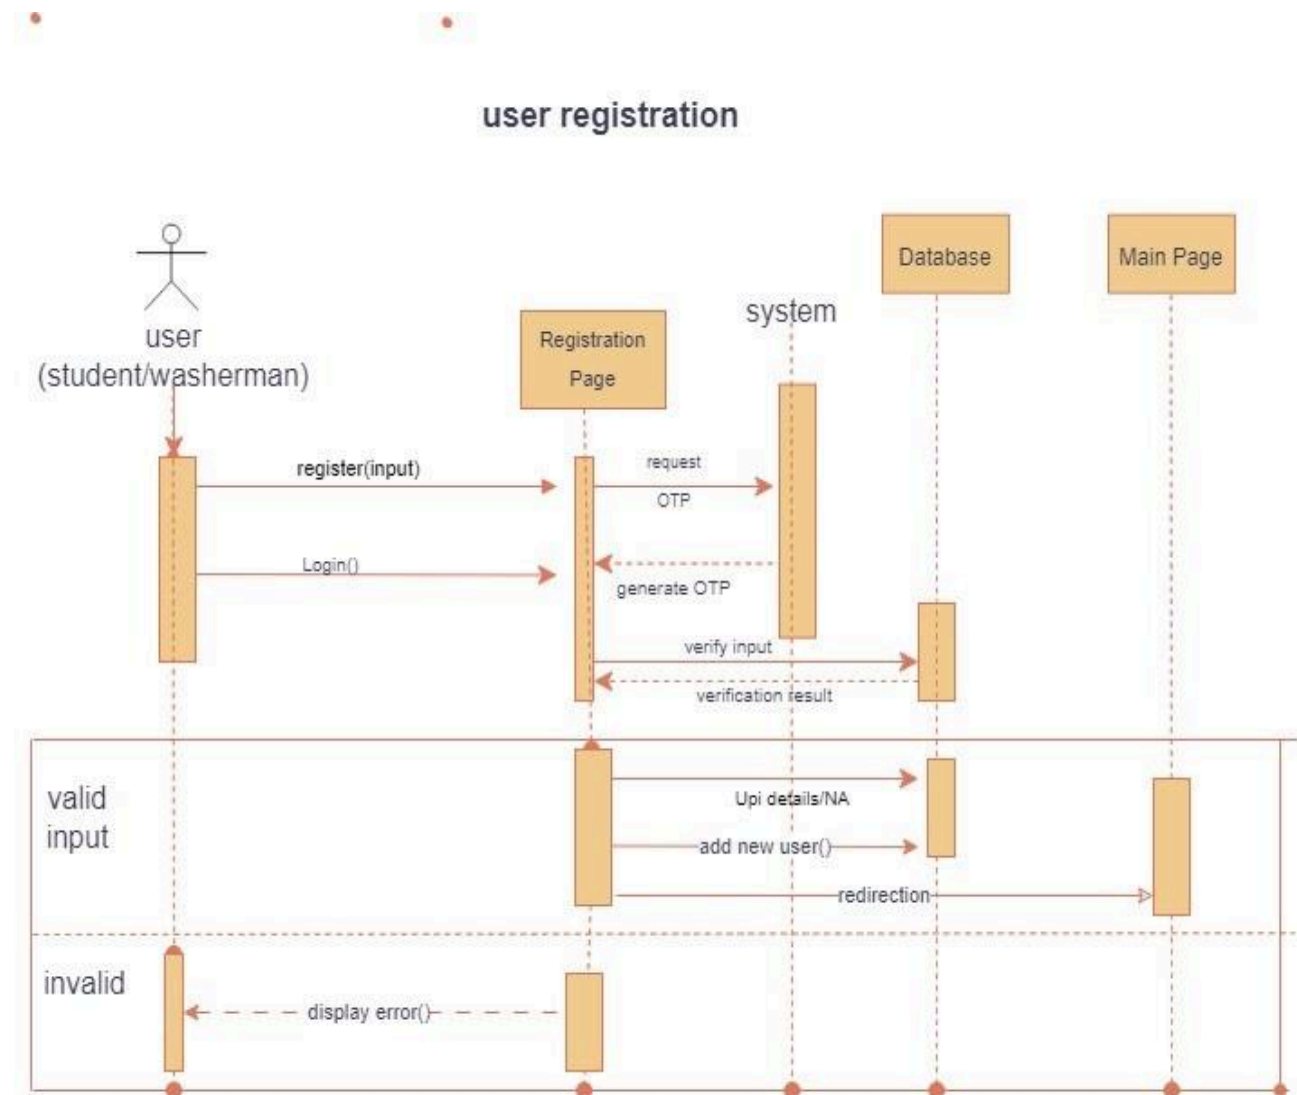 user registration
Database
Main Page
system
user
(student/washerman)
Registration
Page
register(input)
request
OTP
Login()
generate OTP
verify input
verification result
valid
input
Upi details/NA
add new user()
redirection
invalid
display error()